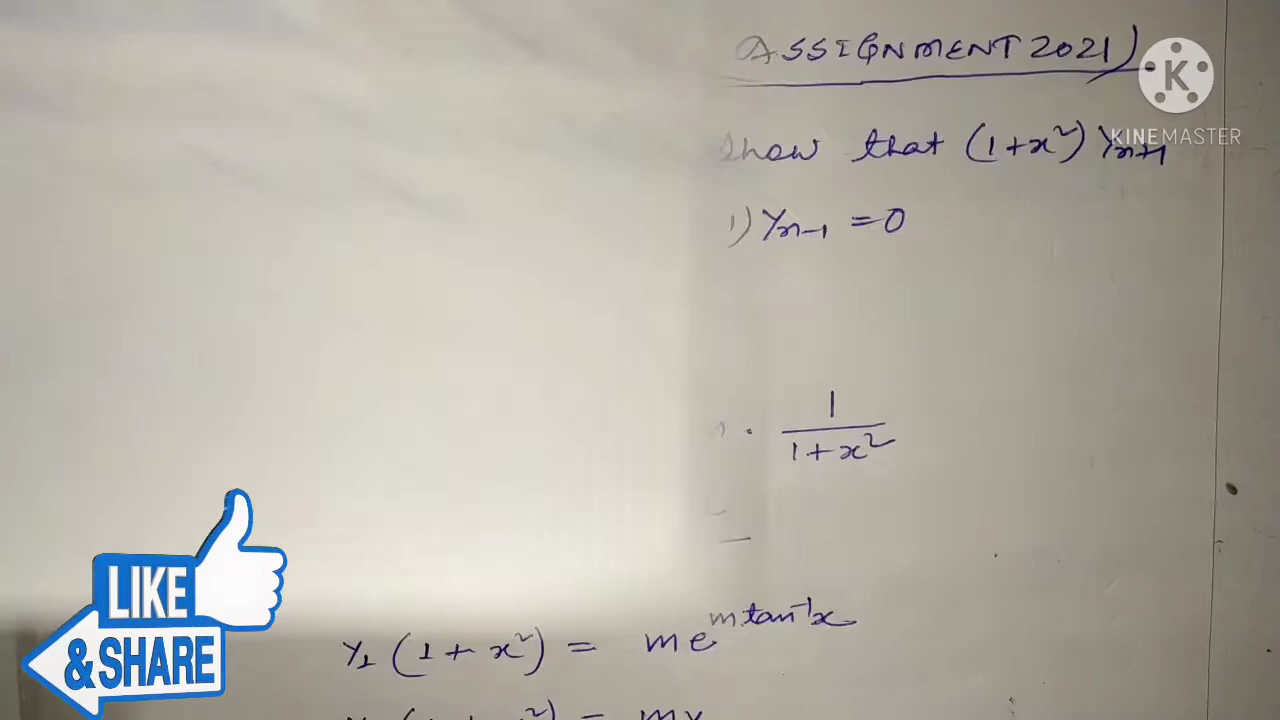 ASSIGNMENT 2021)
K
KINEMASTER
show that (1+x²) yₙ₊₁
1) yₙ₋₁ = 0
1
1+x²
m tan⁻¹x
y₁ (1 + x²) = me
LIKE
& SHARE